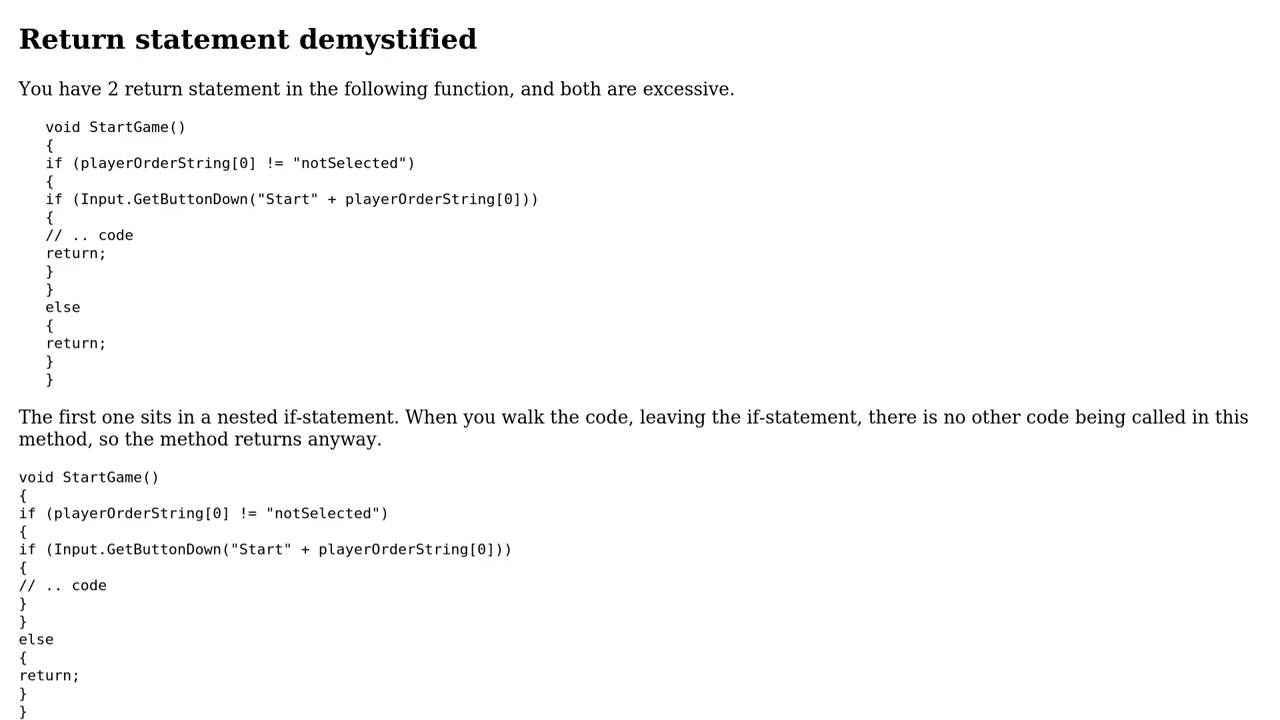 Return statement demystified
You have 2 return statement in the following function, and both are excessive.
void StartGame()
{
if (playerOrderString[0] != "notSelected")
{
if (Input.GetButtonDown("Start" + playerOrderString[0]))
{
// .. code
return;
}
}
else
{
return;
}
}
The first one sits in a nested if-statement. When you walk the code, leaving the if-statement, there is no other code being called in this
method, so the method returns anyway.
void StartGame()
{
if (playerOrderString[0] != "notSelected")
{
if (Input.GetButtonDown("Start" + playerOrderString[0]))
{
// .. code
}
}
else
{
return;
}
}